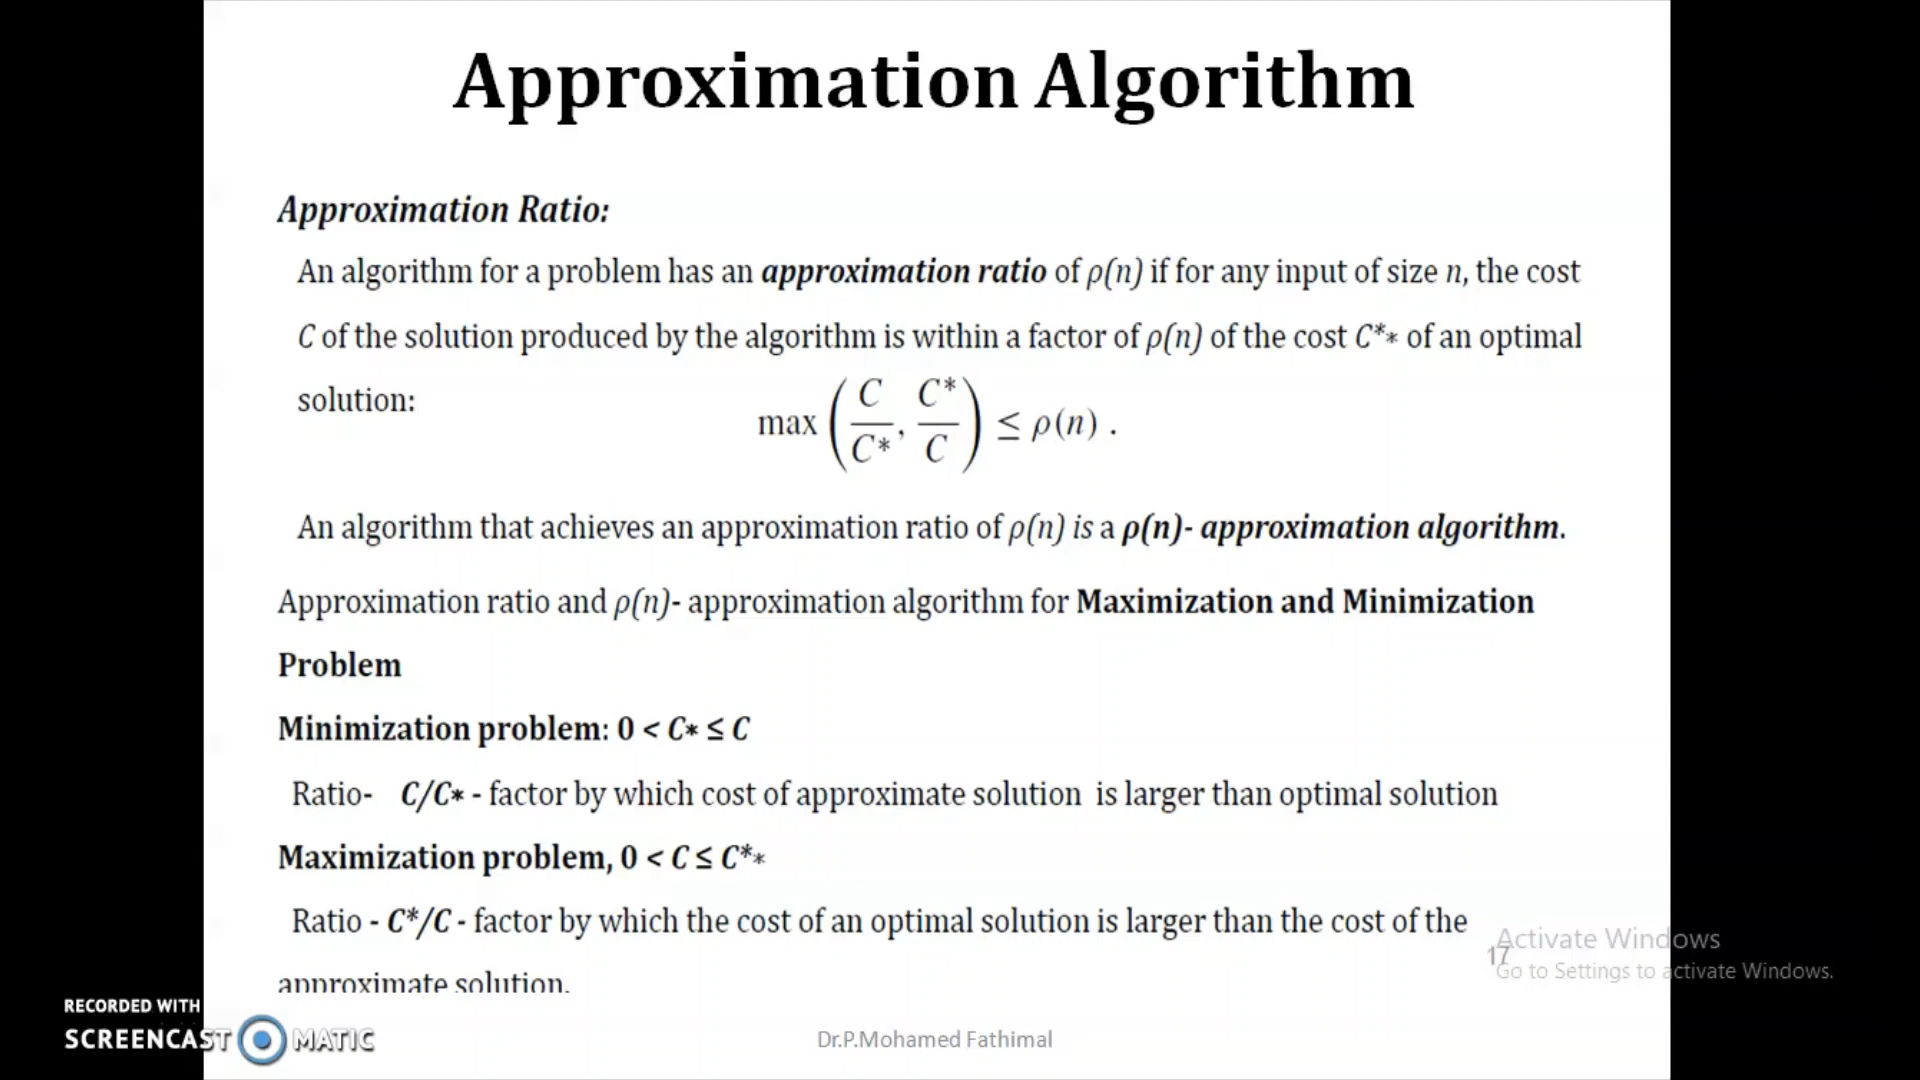 Approximation Algorithm
Approximation Ratio:
An algorithm for a problem has an approximation ratio of ρ(n) if for any input of size n, the cost
C of the solution produced by the algorithm is within a factor of ρ(n) of the cost C** of an optimal
solution:
max (C/C*, C*/C) ≤ ρ(n) .
An algorithm that achieves an approximation ratio of ρ(n) is a ρ(n)- approximation algorithm.
Approximation ratio and ρ(n)- approximation algorithm for Maximization and Minimization
Problem
Minimization problem: 0 < C* ≤ C
Ratio- C/C* - factor by which cost of approximate solution is larger than optimal solution
Maximization problem, 0 < C ≤ C**
Ratio - C*/C - factor by which the cost of an optimal solution is larger than the cost of the
approximate solution.
Activate Windows
17
Go to Settings to activate Windows.
RECORDED WITH
SCREENCAST MATIC
Dr.P.Mohamed Fathimal